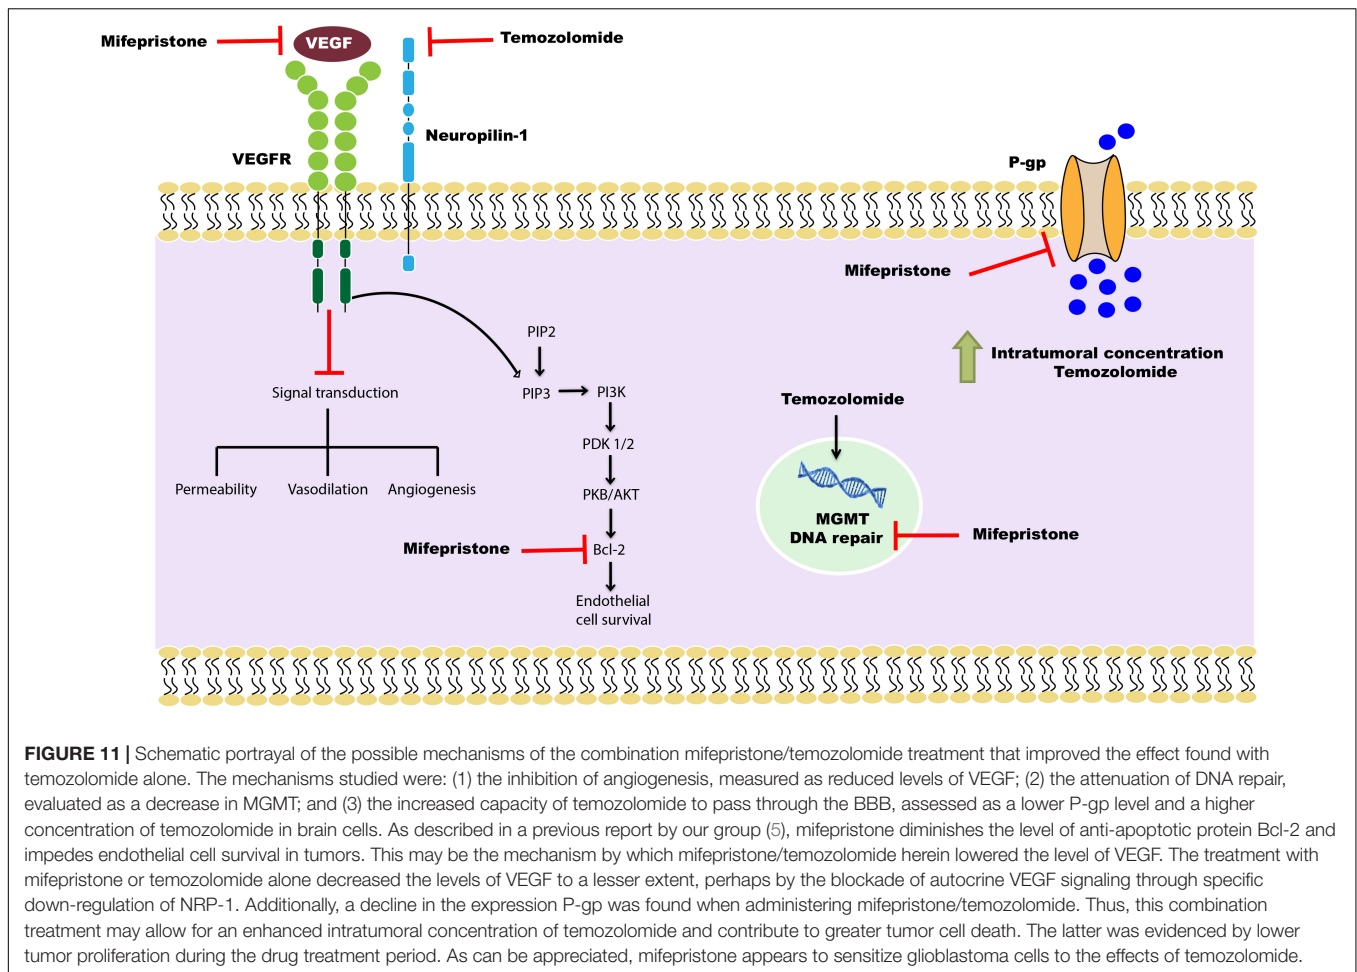 Mifepristone
VEGF
Temozolomide
Neuropilin-1
VEGFR
P-gp
Mifepristone
PIP2
Intratumoral concentration
Temozolomide
Signal transduction
PIP3
PI3K
Temozolomide
PDK 1/2
Permeability
Vasodilation
Angiogenesis
PKB/AKT
MGMT
DNA repair
Mifepristone
Mifepristone
Bcl-2
Endothelial
cell survival
FIGURE 11 | Schematic portrayal of the possible mechanisms of the combination mifepristone/temozolomide treatment that improved the effect found with
temozolomide alone. The mechanisms studied were: (1) the inhibition of angiogenesis, measured as reduced levels of VEGF; (2) the attenuation of DNA repair,
evaluated as a decrease in MGMT; and (3) the increased capacity of temozolomide to pass through the BBB, assessed as a lower P-gp level and a higher
concentration of temozolomide in brain cells. As described in a previous report by our group (5), mifepristone diminishes the level of anti-apoptotic protein Bcl-2 and
impedes endothelial cell survival in tumors. This may be the mechanism by which mifepristone/temozolomide herein lowered the level of VEGF. The treatment with
mifepristone or temozolomide alone decreased the levels of VEGF to a lesser extent, perhaps by the blockade of autocrine VEGF signaling through specific
down-regulation of NRP-1. Additionally, a decline in the expression P-gp was found when administering mifepristone/temozolomide. Thus, this combination
treatment may allow for an enhanced intratumoral concentration of temozolomide and contribute to greater tumor cell death. The latter was evidenced by lower
tumor proliferation during the drug treatment period. As can be appreciated, mifepristone appears to sensitize glioblastoma cells to the effects of temozolomide.